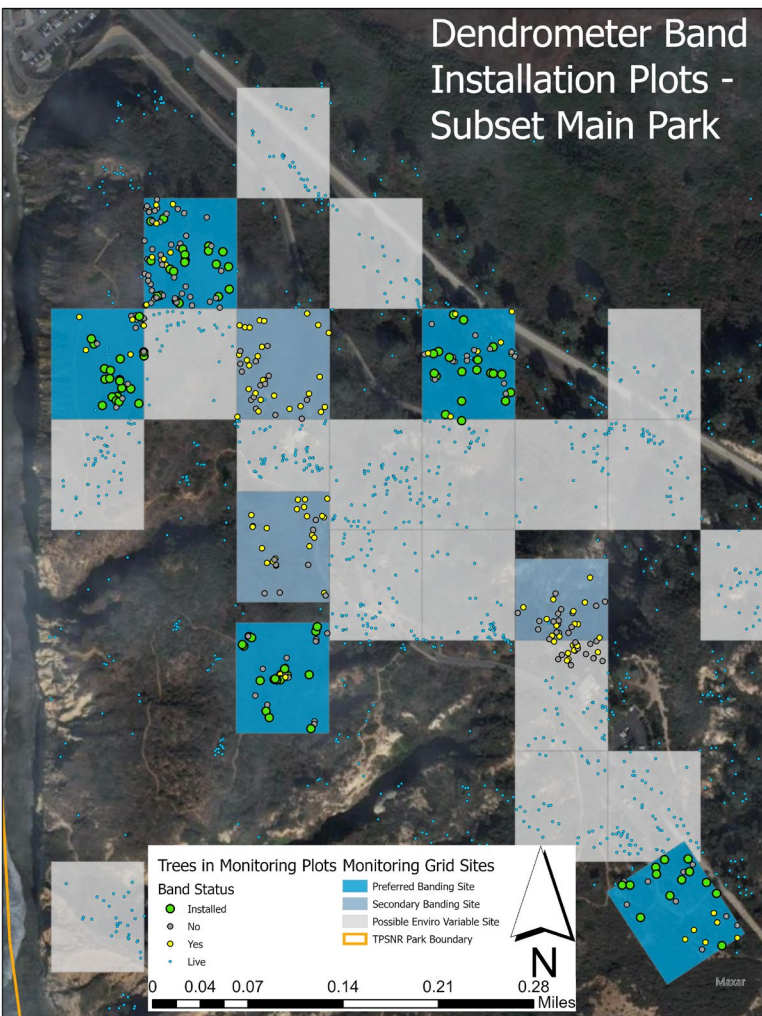 Dendrometer Band
Installation Plots -
Subset Main Park
Trees in Monitoring Plots
Band Status
Installed
No
Yes
Live
Monitoring Grid Sites
Preferred Banding Site
Secondary Banding Site
Possible Enviro Variable Site
TPSNR Park Boundary
N
0 0.04 0.07 0.14 0.21 0.28
Miles
Maxar